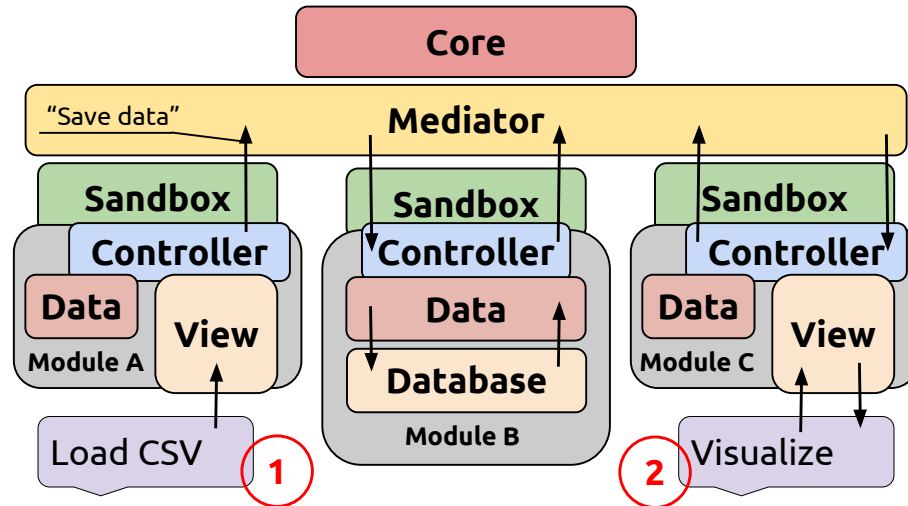 Core
“Save data”
Mediator
Sandbox
Sandbox
Sandbox
Controller
Controller
Controller
Data
View
Module A
Data
Database
Module B
Data
View
Module C
Load CSV
1
2
Visualize